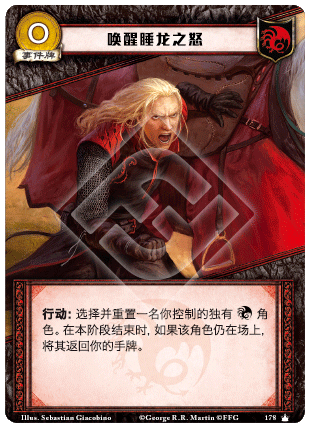 0
唤醒睡龙之怒
事件牌
行动: 选择并重置一名你控制的独有 角
色。在本阶段结束时, 如果该角色仍在场上,
将其返回你的手牌。
Illus. Sebastian Giacobino ©George R.R. Martin ©FFG 178